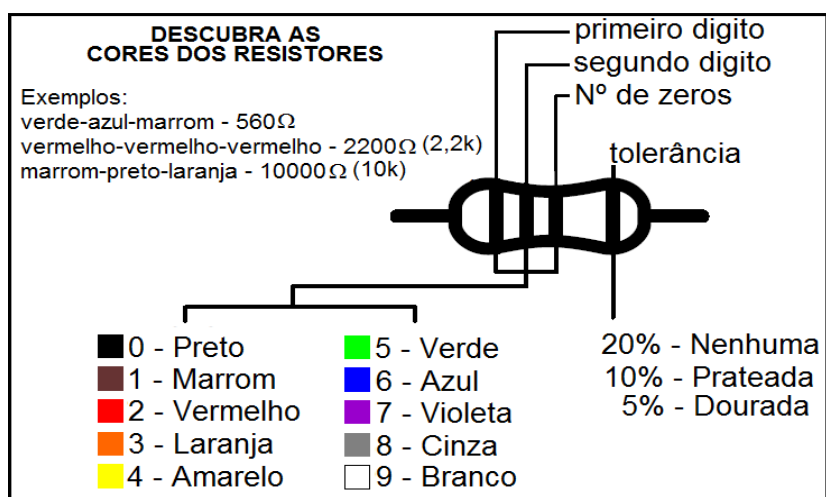 DESCUBRA AS
CORES DOS RESISTORES
Exemplos:
verde-azul-marrom - 560Ω
vermelho-vermelho-vermelho - 2200Ω (2,2k)
marrom-preto-laranja - 10000Ω (10k)
primeiro digito
segundo digito
Nº de zeros
tolerância
0 - Preto
1 - Marrom
2 - Vermelho
3 - Laranja
4 - Amarelo
5 - Verde
6 - Azul
7 - Violeta
8 - Cinza
9 - Branco
20% - Nenhuma
10% - Prateada
5% - Dourada